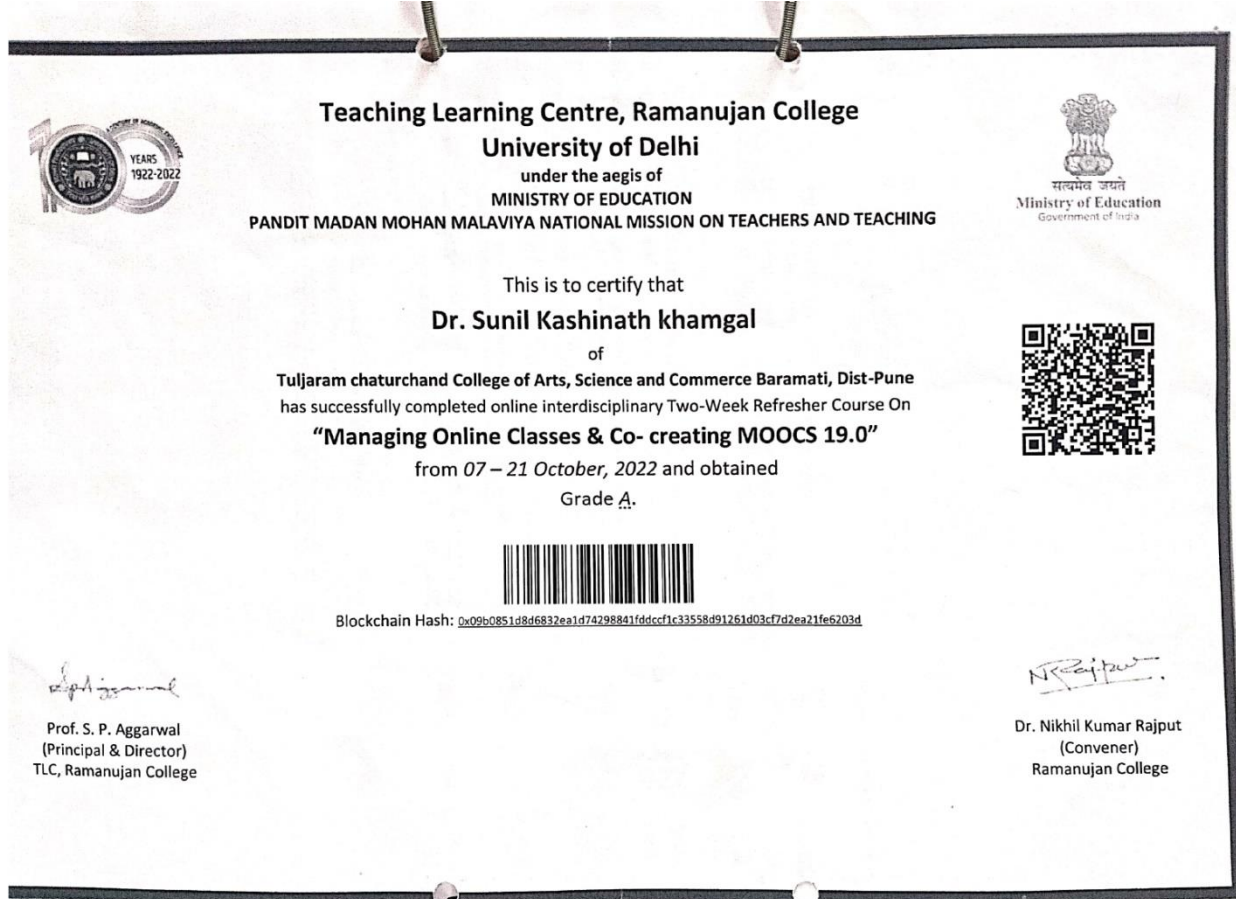 Teaching Learning Centre, Ramanujan College
University of Delhi
under the aegis of
MINISTRY OF EDUCATION
PANDIT MADAN MOHAN MALAVIYA NATIONAL MISSION ON TEACHERS AND TEACHING
YEARS
1922-2022
सत्यमेव जयते
Ministry of Education
Government of India
This is to certify that
Dr. Sunil Kashinath khamgal
of
Tuljaram chaturchand College of Arts, Science and Commerce Baramati, Dist-Pune
has successfully completed online interdisciplinary Two-Week Refresher Course On
“Managing Online Classes & Co- creating MOOCS 19.0”
from 07 – 21 October, 2022 and obtained
Grade A.
Blockchain Hash: 0x09b0851d8d6832ea1d74298841fddccf1c33558d91261d03cf7d2ea21fe6203d
Prof. S. P. Aggarwal
(Principal & Director)
TLC, Ramanujan College
Dr. Nikhil Kumar Rajput
(Convener)
Ramanujan College